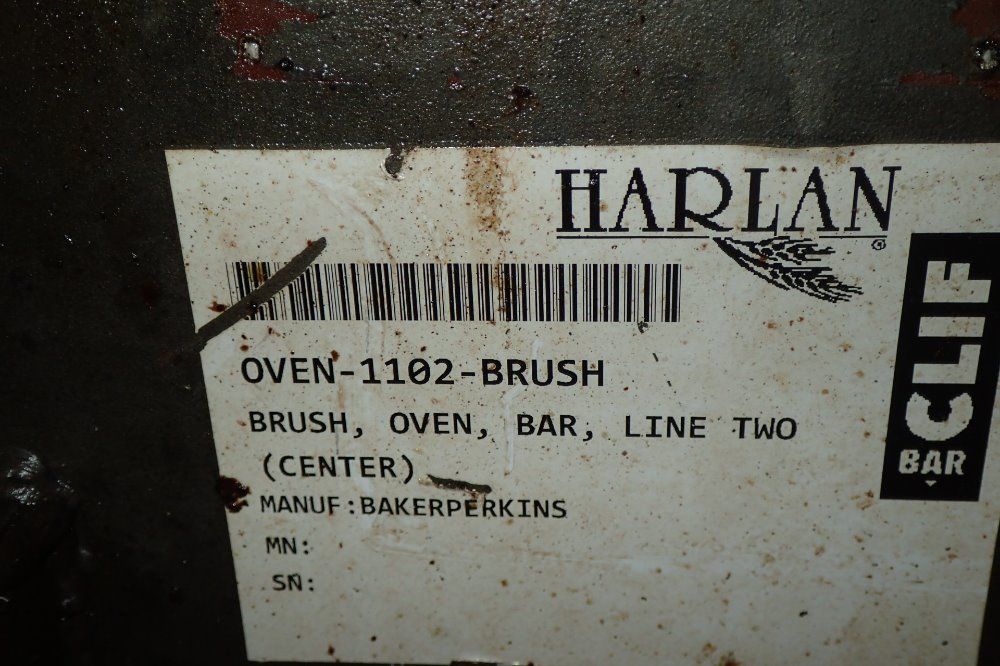 HARLAN
®
CLIF
BAR
OVEN-1102-BRUSH
BRUSH, OVEN, BAR, LINE TWO
(CENTER)
MANUF:BAKERPERKINS
MN:
SN: